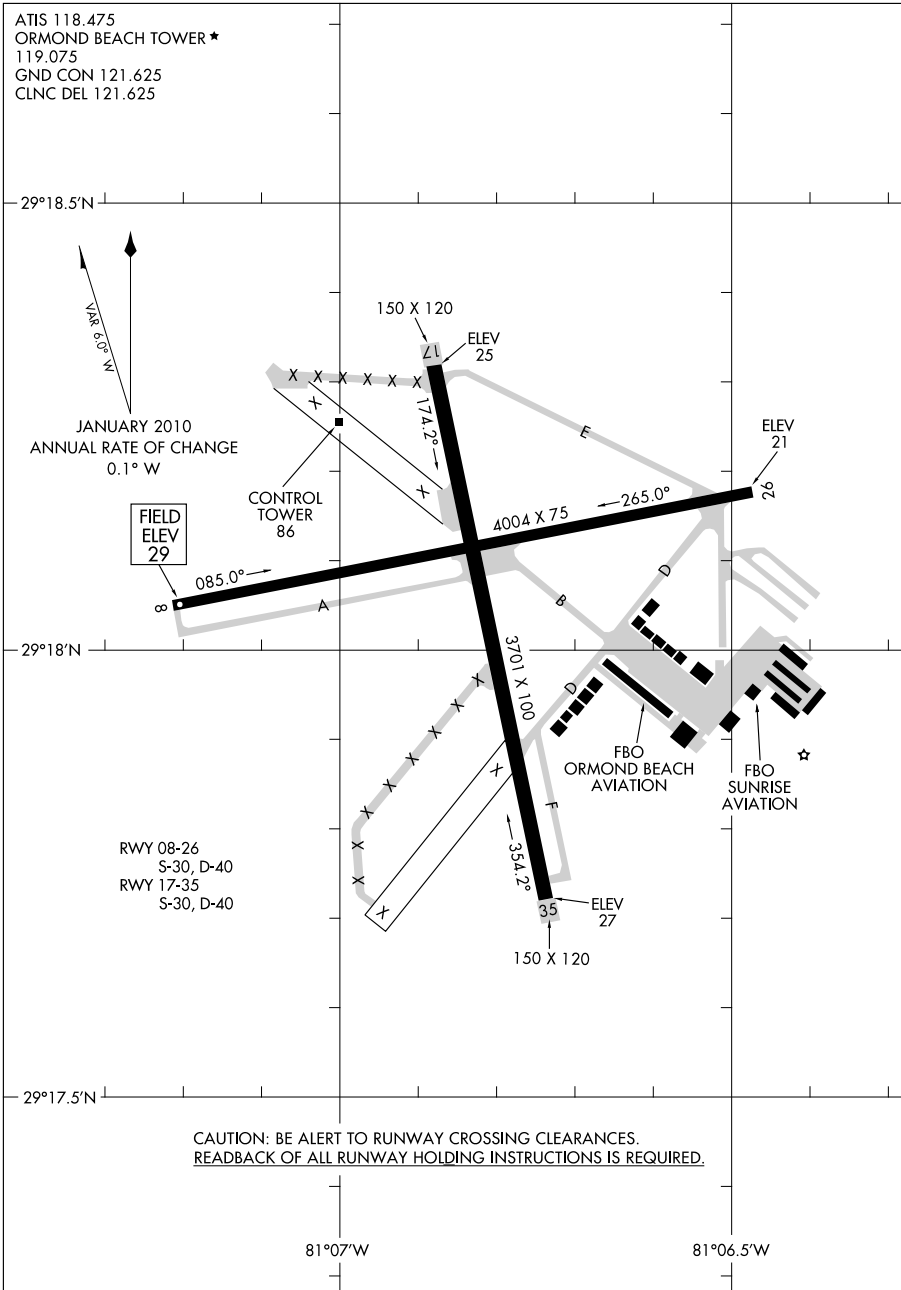 ATIS 118.475
ORMOND BEACH TOWER
119.075
GND CON 121.625
CLNC DEL 121.625
29°18.5'N
VAR 6.0° W
JANUARY 2010
ANNUAL RATE OF CHANGE
0.1° W
150 X 120
17
ELEV
25
174.2°
X X X X X X
X
X
CONTROL
TOWER
86
E
ELEV
21
26
265.0°
4004 X 75
FIELD
ELEV
29
8
085.0°
A
B
D
29°18'N
3701 X 100
D
X
X
X
X
X
X
X
X
X
X
F
FBO
ORMOND BEACH
AVIATION
FBO
SUNRISE
AVIATION
RWY 08-26
S-30, D-40
RWY 17-35
S-30, D-40
354.2°
35
ELEV
27
150 X 120
29°17.5'N
CAUTION: BE ALERT TO RUNWAY CROSSING CLEARANCES.
READBACK OF ALL RUNWAY HOLDING INSTRUCTIONS IS REQUIRED.
81°07'W
81°06.5'W